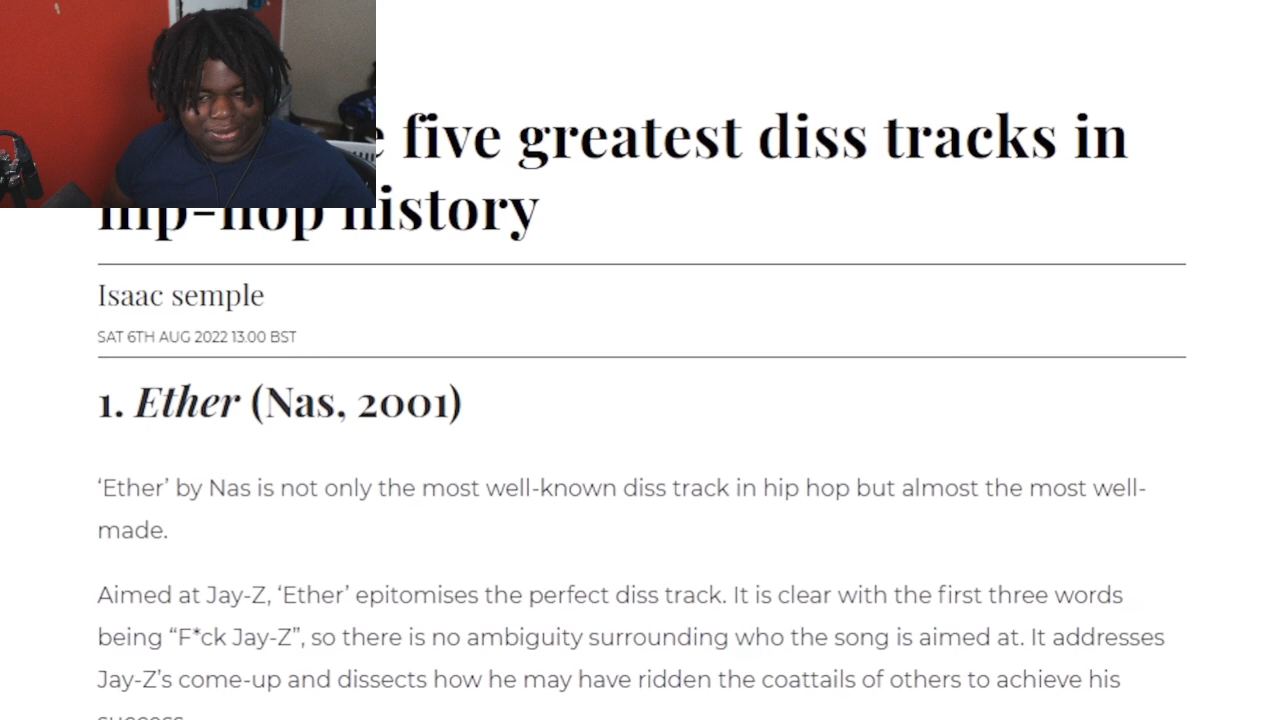 five greatest diss tracks in
hip-hop history
Isaac semple
SAT 6TH AUG 2022 13.00 BST
1. Ether (Nas, 2001)
‘Ether’ by Nas is not only the most well-known diss track in hip hop but almost the most well-
made.
Aimed at Jay-Z, ‘Ether’ epitomises the perfect diss track. It is clear with the first three words
being “F*ck Jay-Z”, so there is no ambiguity surrounding who the song is aimed at. It addresses
Jay-Z’s come-up and dissects how he may have ridden the coattails of others to achieve his
success.